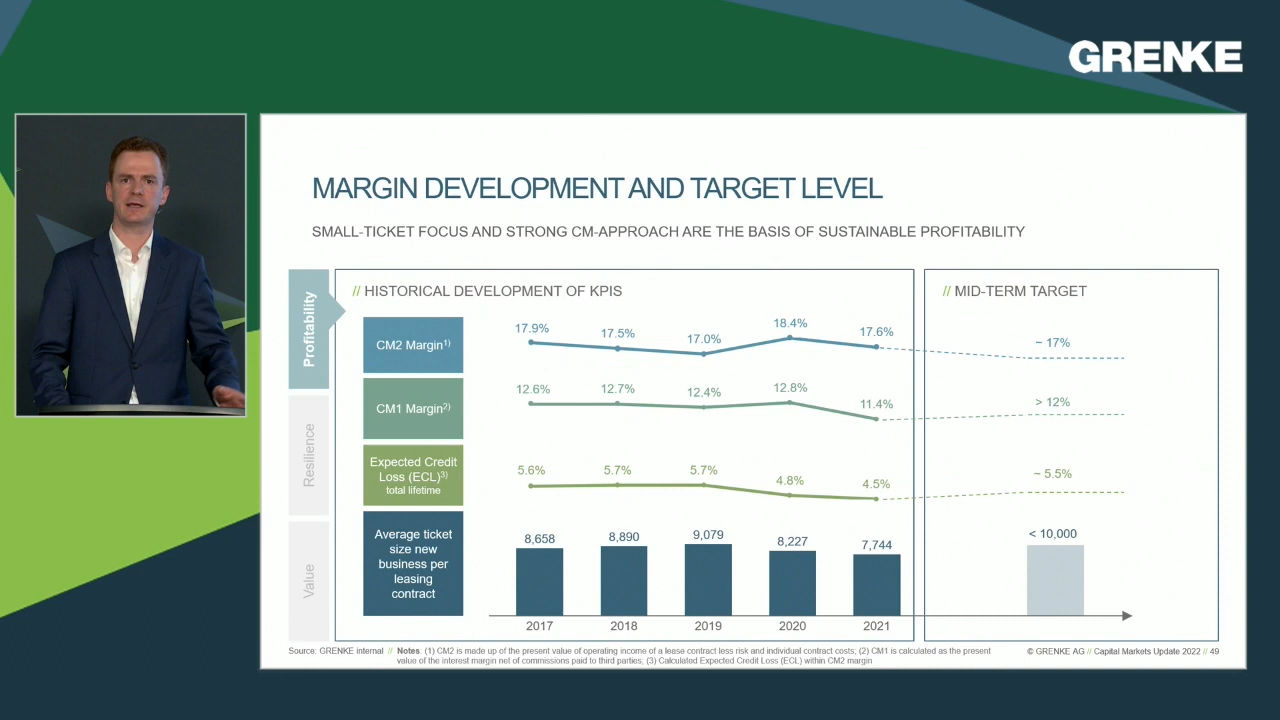 GRENKE
MARGIN DEVELOPMENT AND TARGET LEVEL
SMALL-TICKET FOCUS AND STRONG CM-APPROACH ARE THE BASIS OF SUSTAINABLE PROFITABILITY
Profitability
Resilience
Value
// HISTORICAL DEVELOPMENT OF KPIS
CM2 Margin1)
17.9%
17.5%
17.0%
18.4%
17.6%
CM1 Margin2)
12.6%
12.7%
12.4%
12.8%
11.4%
Expected Credit
Loss (ECL)3)
total lifetime
5.6%
5.7%
5.7%
4.8%
4.5%
Average ticket
size new
business per
leasing
contract
8,658
8,890
9,079
8,227
7,744
2017
2018
2019
2020
2021
// MID-TERM TARGET
~ 17%
> 12%
~ 5.5%
< 10,000
Source: GRENKE internal // Notes: (1) CM2 is made up of the present value of operating income of a lease contract less risk and individual contract costs; (2) CM1 is calculated as the present
value of the interest margin net of commissions paid to third parties; (3) Calculated Expected Credit Loss (ECL) within CM2 margin
© GRENKE AG // Capital Markets Update 2022 // 49